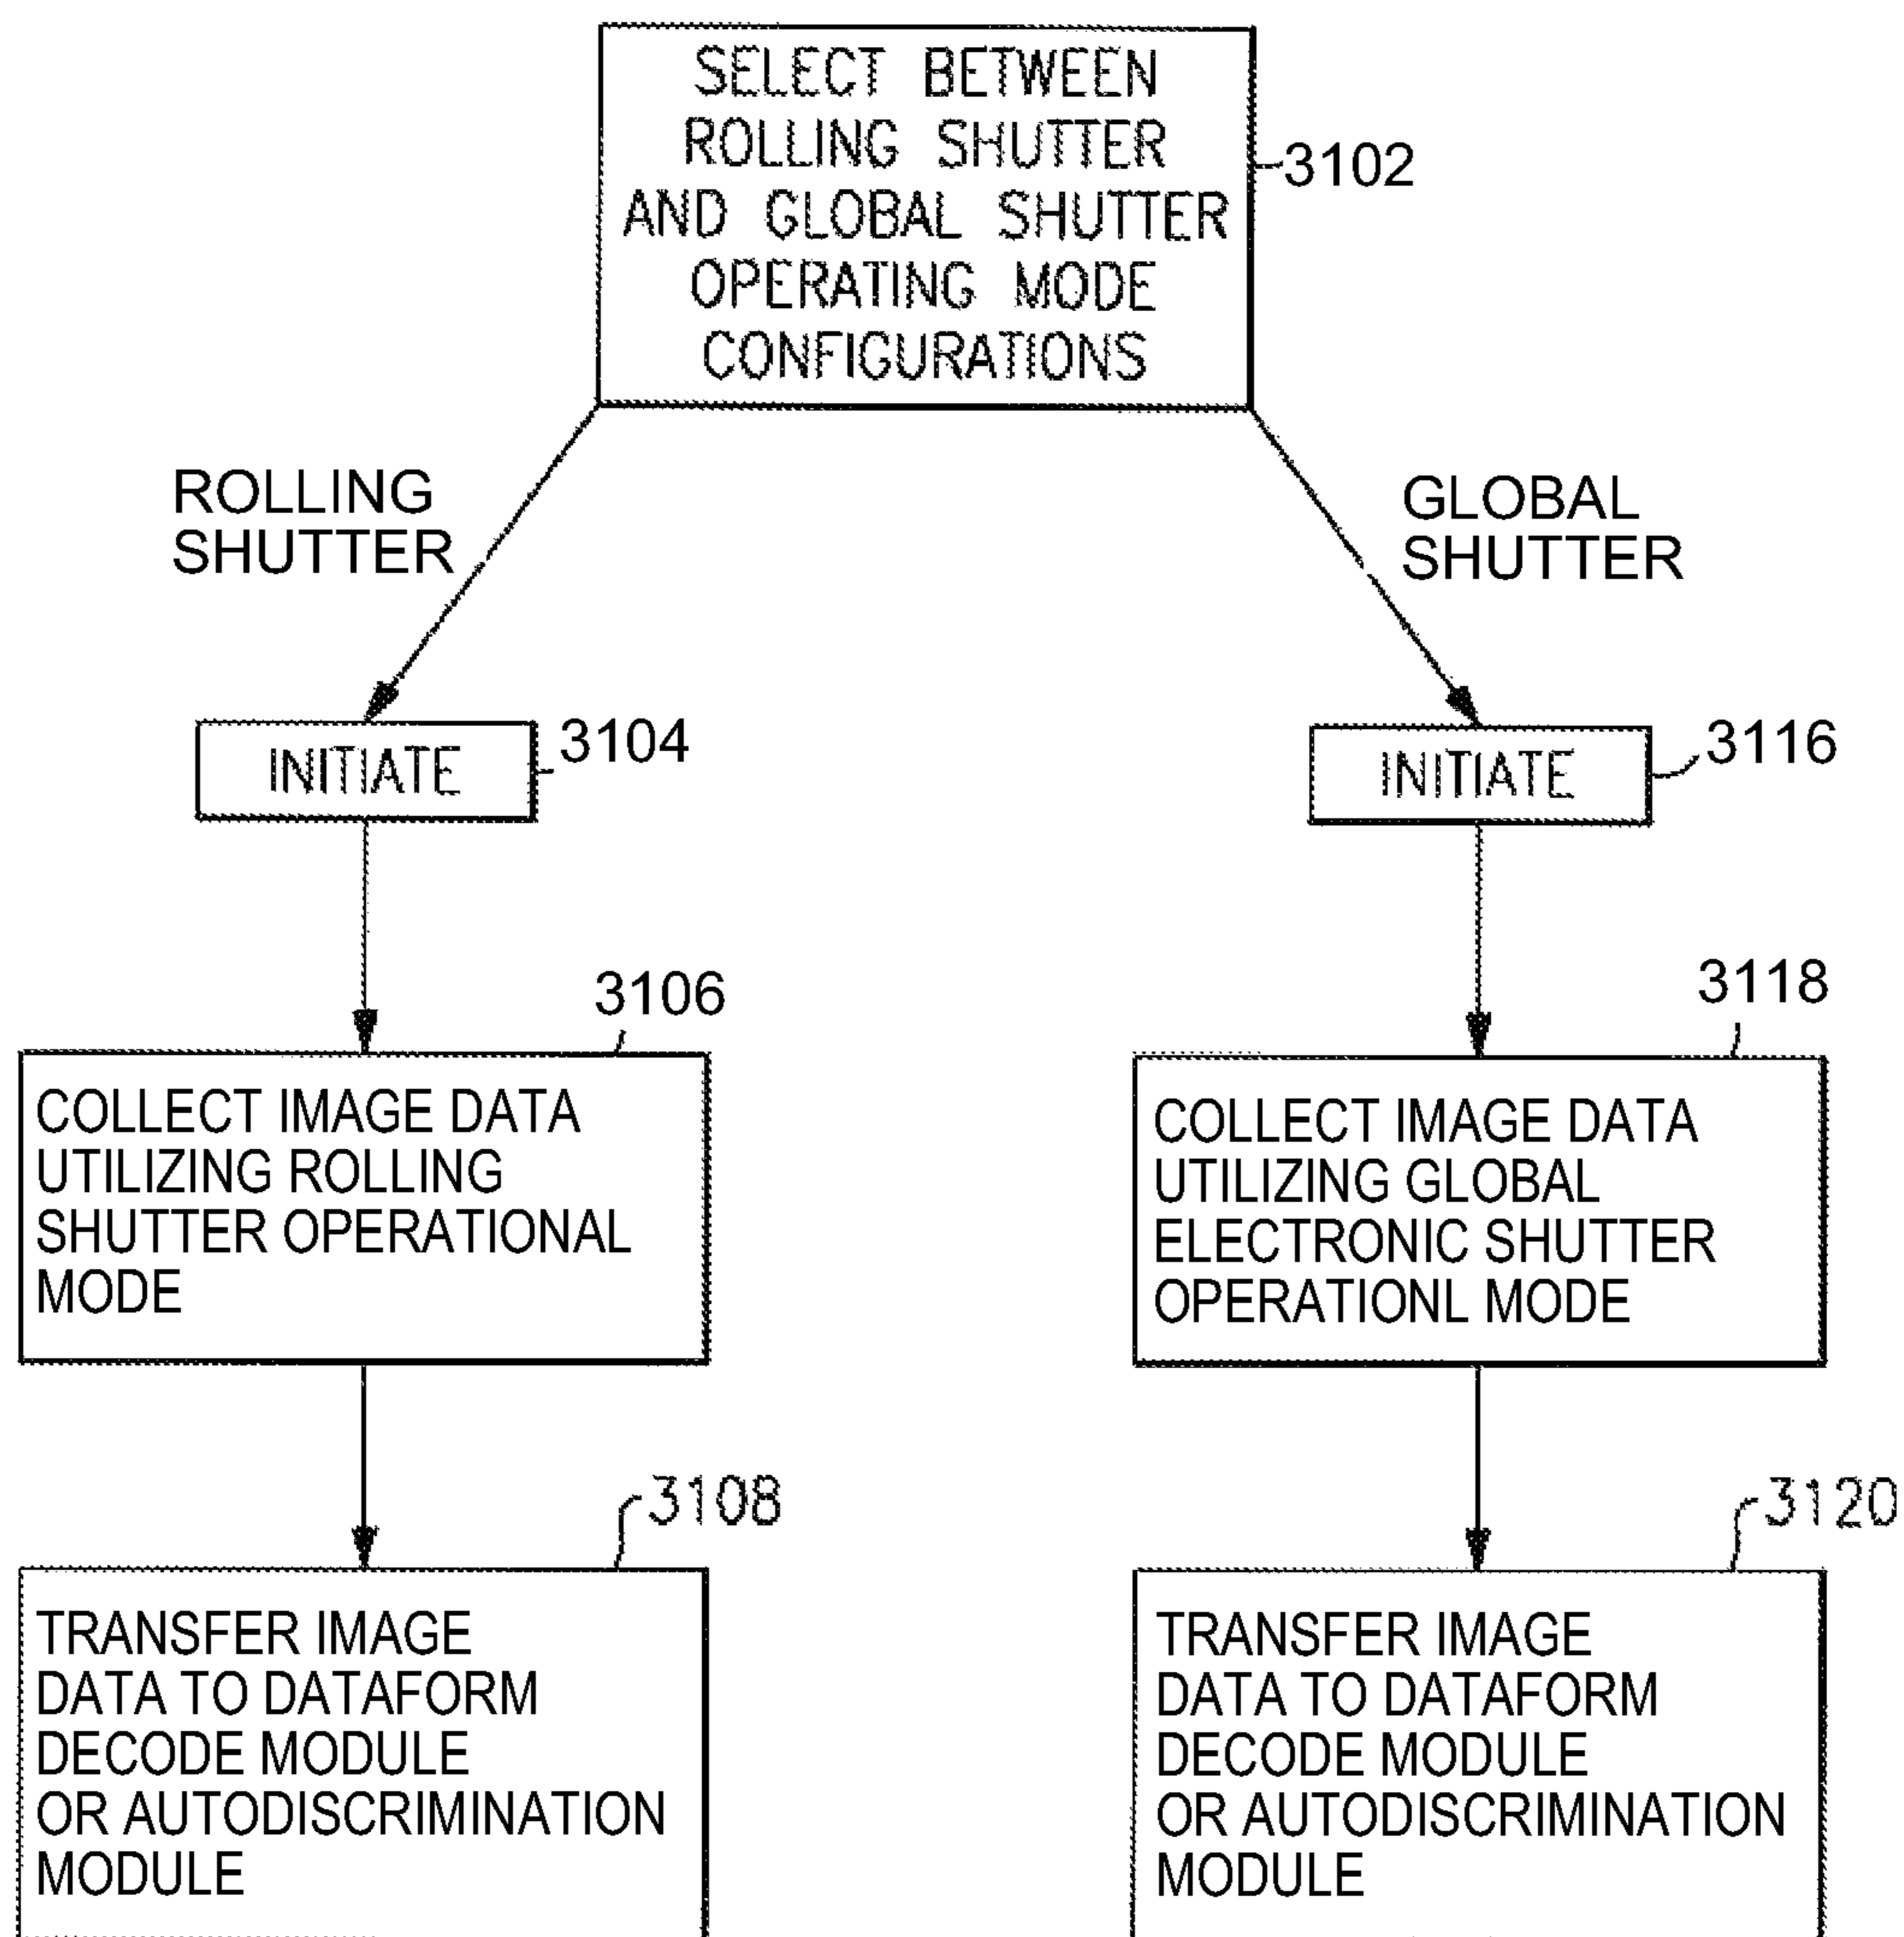 SELECT BETWEEN
ROLLING SHUTTER
AND GLOBAL SHUTTER
OPERATING MODE
CONFIGURATIONS
3102
ROLLING
SHUTTER
GLOBAL
SHUTTER
INITIATE
3104
INITIATE
3116
3106
COLLECT IMAGE DATA
UTILIZING ROLLING
SHUTTER OPERATIONAL
MODE
3118
COLLECT IMAGE DATA
UTILIZING GLOBAL
ELECTRONIC SHUTTER
OPERATIONL MODE
3108
TRANSFER IMAGE
DATA TO DATAFORM
DECODE MODULE
OR AUTODISCRIMINATION
MODULE
3120
TRANSFER IMAGE
DATA TO DATAFORM
DECODE MODULE
OR AUTODISCRIMINATION
MODULE